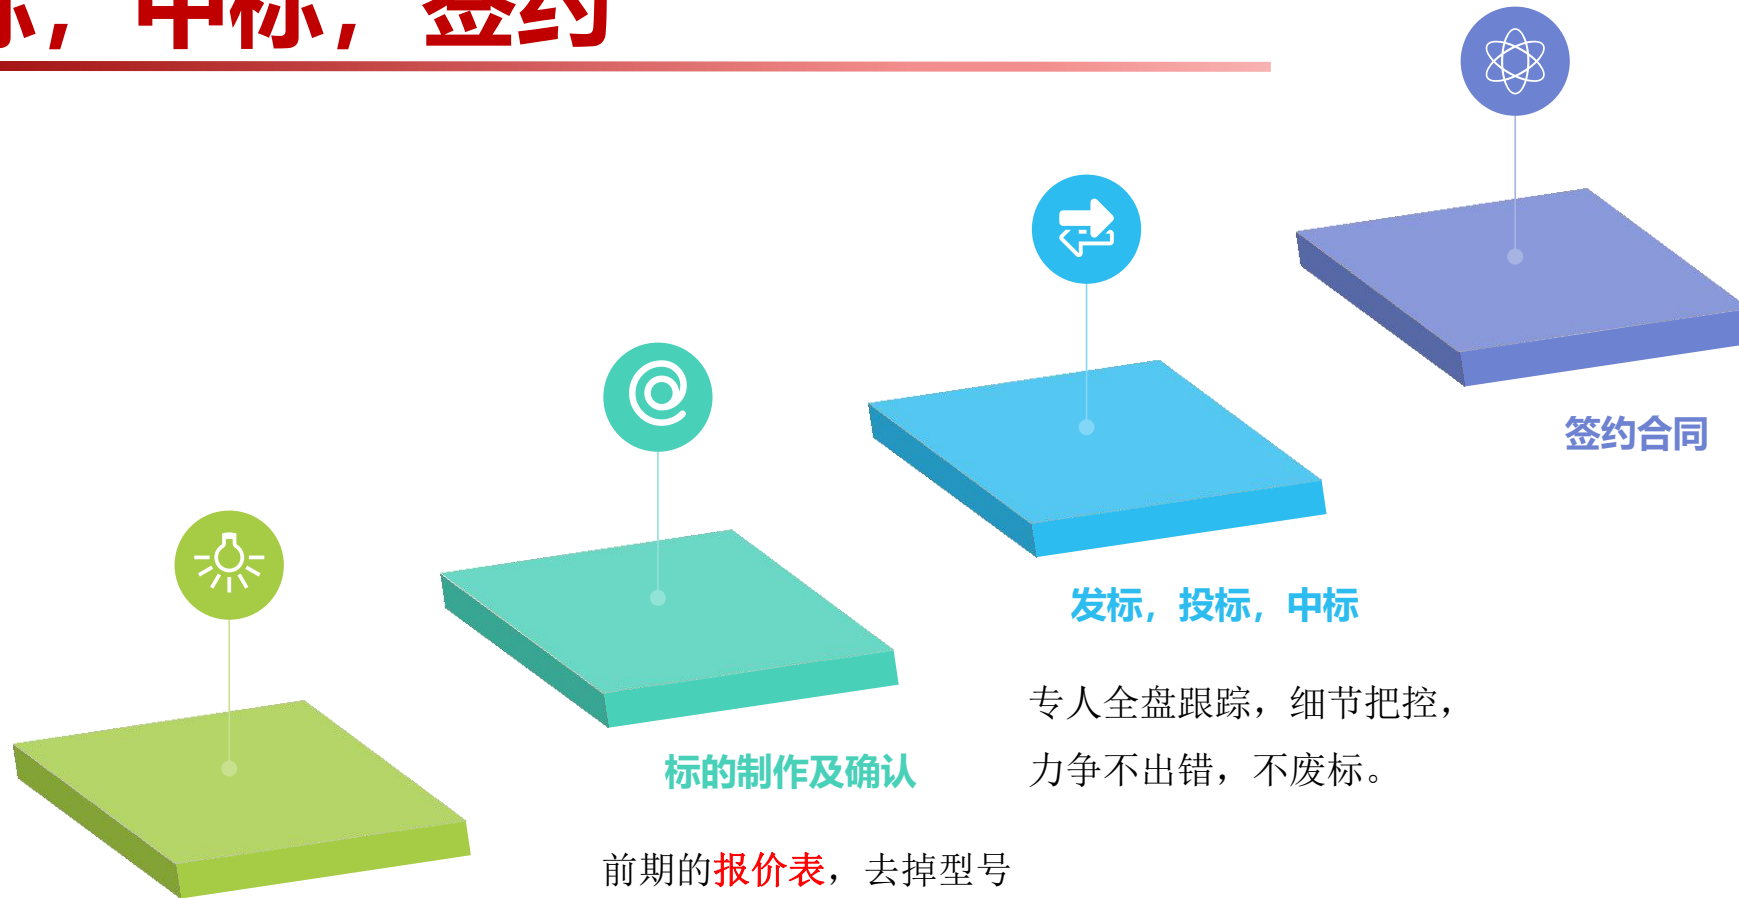 标，中标，签约
签约合同
发标，投标，中标
专人全盘跟踪，细节把控，
力争不出错，不废标。
标的制作及确认
前期的报价表，去掉型号